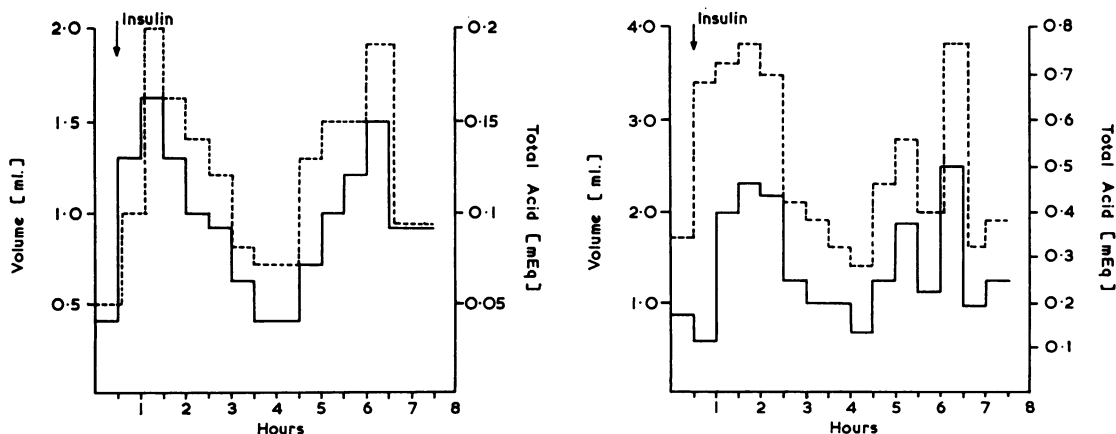 Insulin
2·0
1·5
1·0
0·5
Volume [ ml.]
0·2
0·15
0·1
0·05
Total Acid [ mEq ]
1 2 3 4 5 6 7 8
Hours
Insulin
4·0
3·0
2·0
1·0
Volume [ ml.]
0·8
0·7
0·6
0·5
0·4
0·3
0·2
0·1
Total Acid [ mEq ]
1 2 3 4 5 6 7 8
Hours